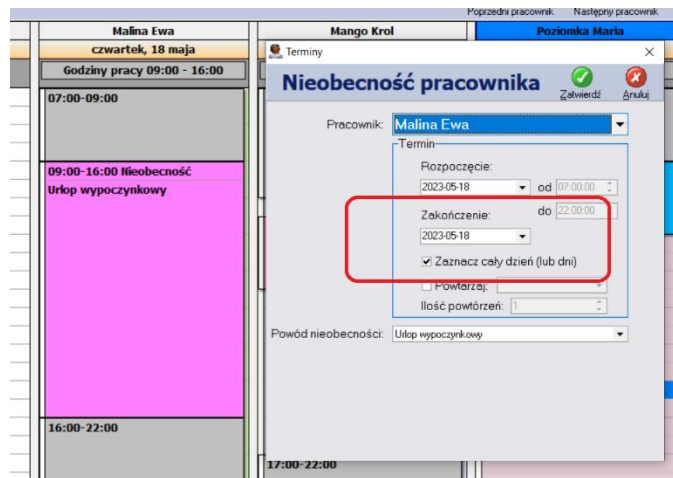 Poprzedni pracownik Następny pracownik
Malina Ewa
Mango Krol
Poziomka Maria
czwartek, 18 maja
Godziny pracy 09:00 - 16:00
07:00-09:00
09:00-16:00 Nieobecność
Urlop wypoczynkowy
16:00-22:00
17:00-22:00
Terminy
Nieobecność pracownika
Zatwierdź
Anuluj
Pracownik: Malina Ewa
Termin
Rozpoczęcie:
2023-05-18 od 07:00:00
Zakończenie: do 22:00:00
2023-05-18
Zaznacz cały dzień (lub dni)
Powtarzaj:
Ilość powtórzeń: 1
Powód nieobecności: Urlop wypoczynkowy